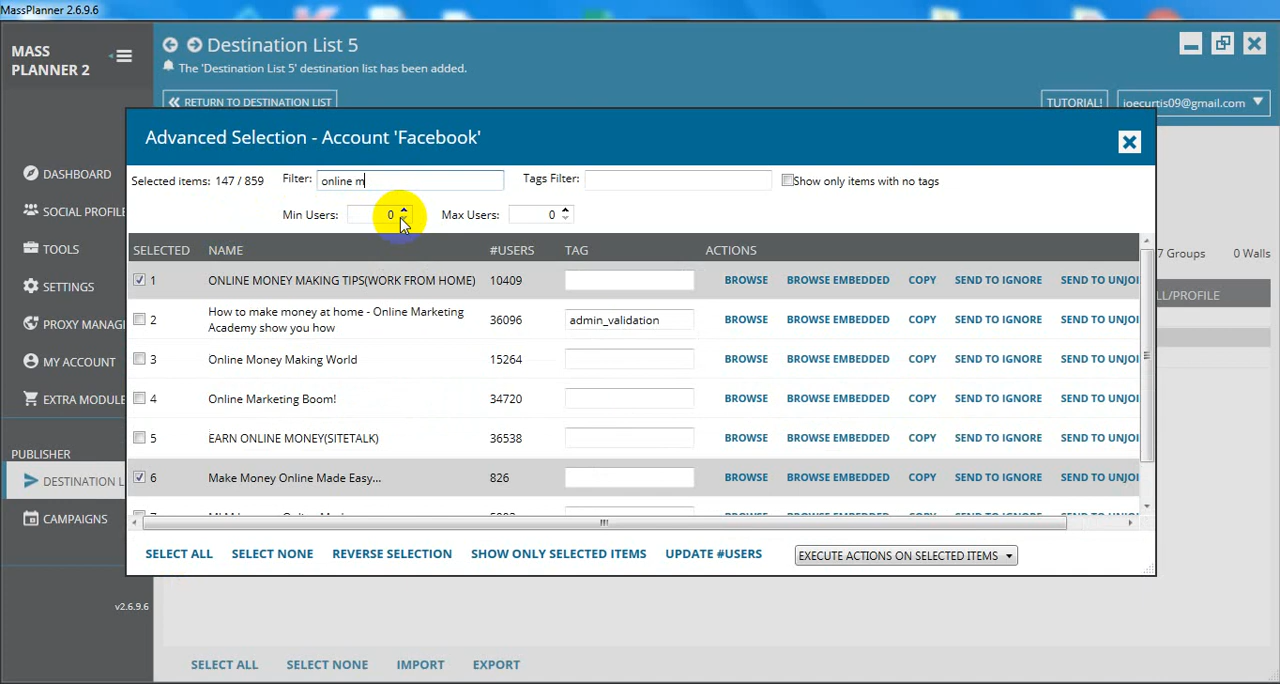 MassPlanner 2.6.9.6
MASS
PLANNER 2
Destination List 5
The 'Destination List 5' destination list has been added.
RETURN TO DESTINATION LIST
TUTORIAL!
joecurtis09@gmail.com
Advanced Selection - Account 'Facebook'
Selected items: 147 / 859
Filter: online m
Tags Filter:
Show only items with no tags
Min Users: 0
Max Users: 0
SELECTED NAME #USERS TAG ACTIONS
1 ONLINE MONEY MAKING TIPS(WORK FROM HOME) 10409 BROWSE BROWSE EMBEDDED COPY SEND TO IGNORE SEND TO UNJOI
2 How to make money at home - Online Marketing
Academy show you how 36096 admin_validation BROWSE BROWSE EMBEDDED COPY SEND TO IGNORE SEND TO UNJOI
3 Online Money Making World 15264 BROWSE BROWSE EMBEDDED COPY SEND TO IGNORE SEND TO UNJOI
4 Online Marketing Boom! 34720 BROWSE BROWSE EMBEDDED COPY SEND TO IGNORE SEND TO UNJOI
5 EARN ONLINE MONEY(SITETALK) 36538 BROWSE BROWSE EMBEDDED COPY SEND TO IGNORE SEND TO UNJOI
6 Make Money Online Made Easy... 826 BROWSE BROWSE EMBEDDED COPY SEND TO IGNORE SEND TO UNJOI
SELECT ALL SELECT NONE REVERSE SELECTION SHOW ONLY SELECTED ITEMS UPDATE #USERS EXECUTE ACTIONS ON SELECTED ITEMS
DASHBOARD
SOCIAL PROFILE
TOOLS
SETTINGS
PROXY MANAG
MY ACCOUNT
EXTRA MODULE
PUBLISHER
DESTINATION L
CAMPAIGNS
v2.6.9.6
7 Groups 0 Walls
LL/PROFILE
SELECT ALL SELECT NONE IMPORT EXPORT